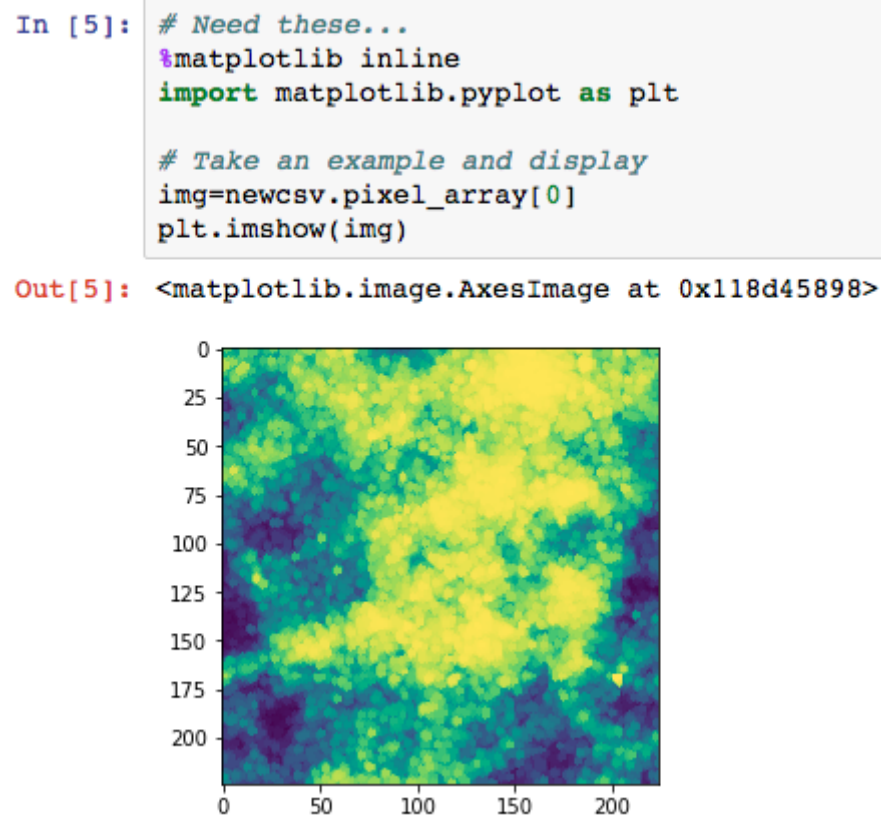 In [5]: # Need these...
%matplotlib inline
import matplotlib.pyplot as plt
# Take an example and display
img=newcsv.pixel_array[0]
plt.imshow(img)
Out[5]: <matplotlib.image.AxesImage at 0x118d45898>
0
25
50
75
100
125
150
175
200
0 50 100 150 200